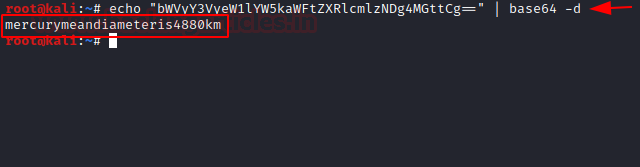 root@kali:~# echo "bWVyY3VyeW1lYW5kaWFtZXRlcmlzNDg4MGttCg==" | base64 -d
mercurymeandiameteris4880km
root@kali:~#